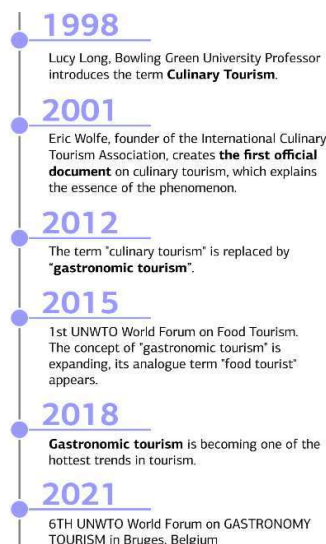 1998
Lucy Long, Bowling Green University Professor
introduces the term Culinary Tourism.
2001
Eric Wolfe, founder of the International Culinary
Tourism Association, creates the first official
document on culinary tourism, which explains
the essence of the phenomenon.
2012
The term "culinary tourism" is replaced by
"gastronomic tourism".
2015
1st UNWTO World Forum on Food Tourism.
The concept of "gastronomic tourism" is
expanding, its analogue term "food tourist"
appears.
2018
Gastronomic tourism is becoming one of the
hottest trends in tourism.
2021
6TH UNWTO World Forum on GASTRONOMY
TOURISM in Bruges, Belgium